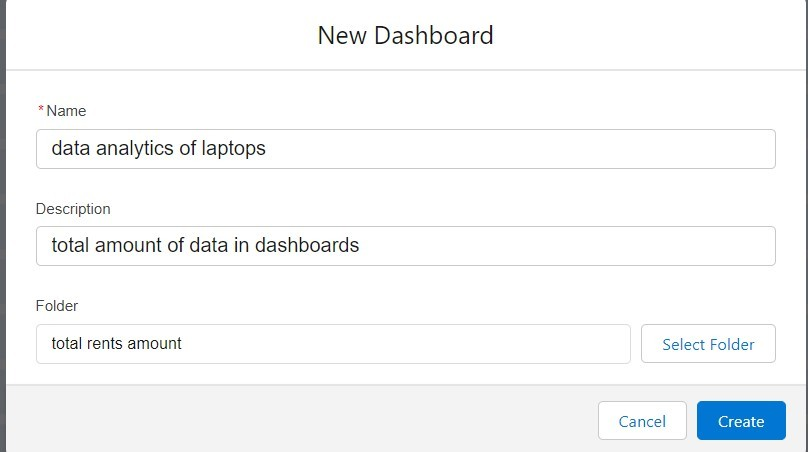 New Dashboard
* Name
data analytics of laptops
Description
total amount of data in dashboards
Folder
total rents amount
Select Folder
Cancel
Create